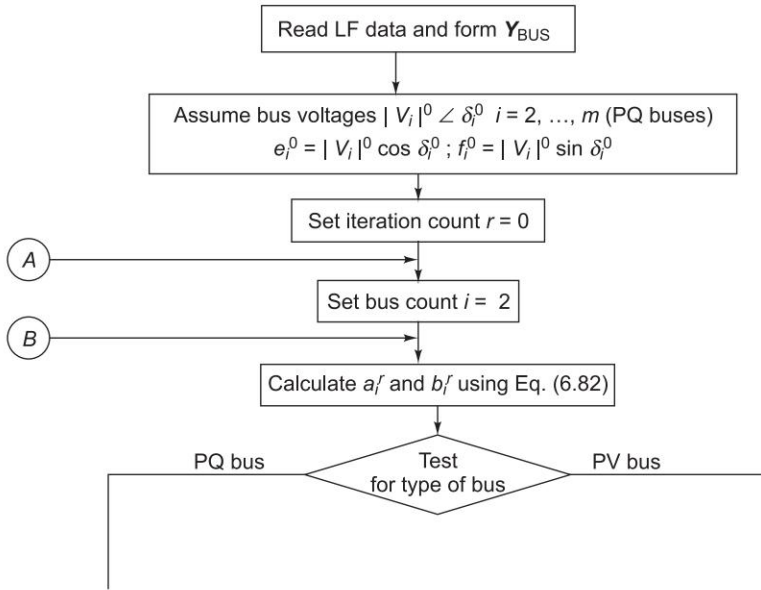 Read LF data and form Y_BUS
Assume bus voltages | V_i|^0 ∠ δ_i^0 i = 2, ..., m (PQ buses)
e_i^0 = | V_i|^0 cos δ_i^0 ; f_i^0 = | V_i|^0 sin δ_i^0
Set iteration count r = 0
A
Set bus count i = 2
B
Calculate a_i^r and b_i^r using Eq. (6.82)
PQ bus
Test
for type of bus
PV bus